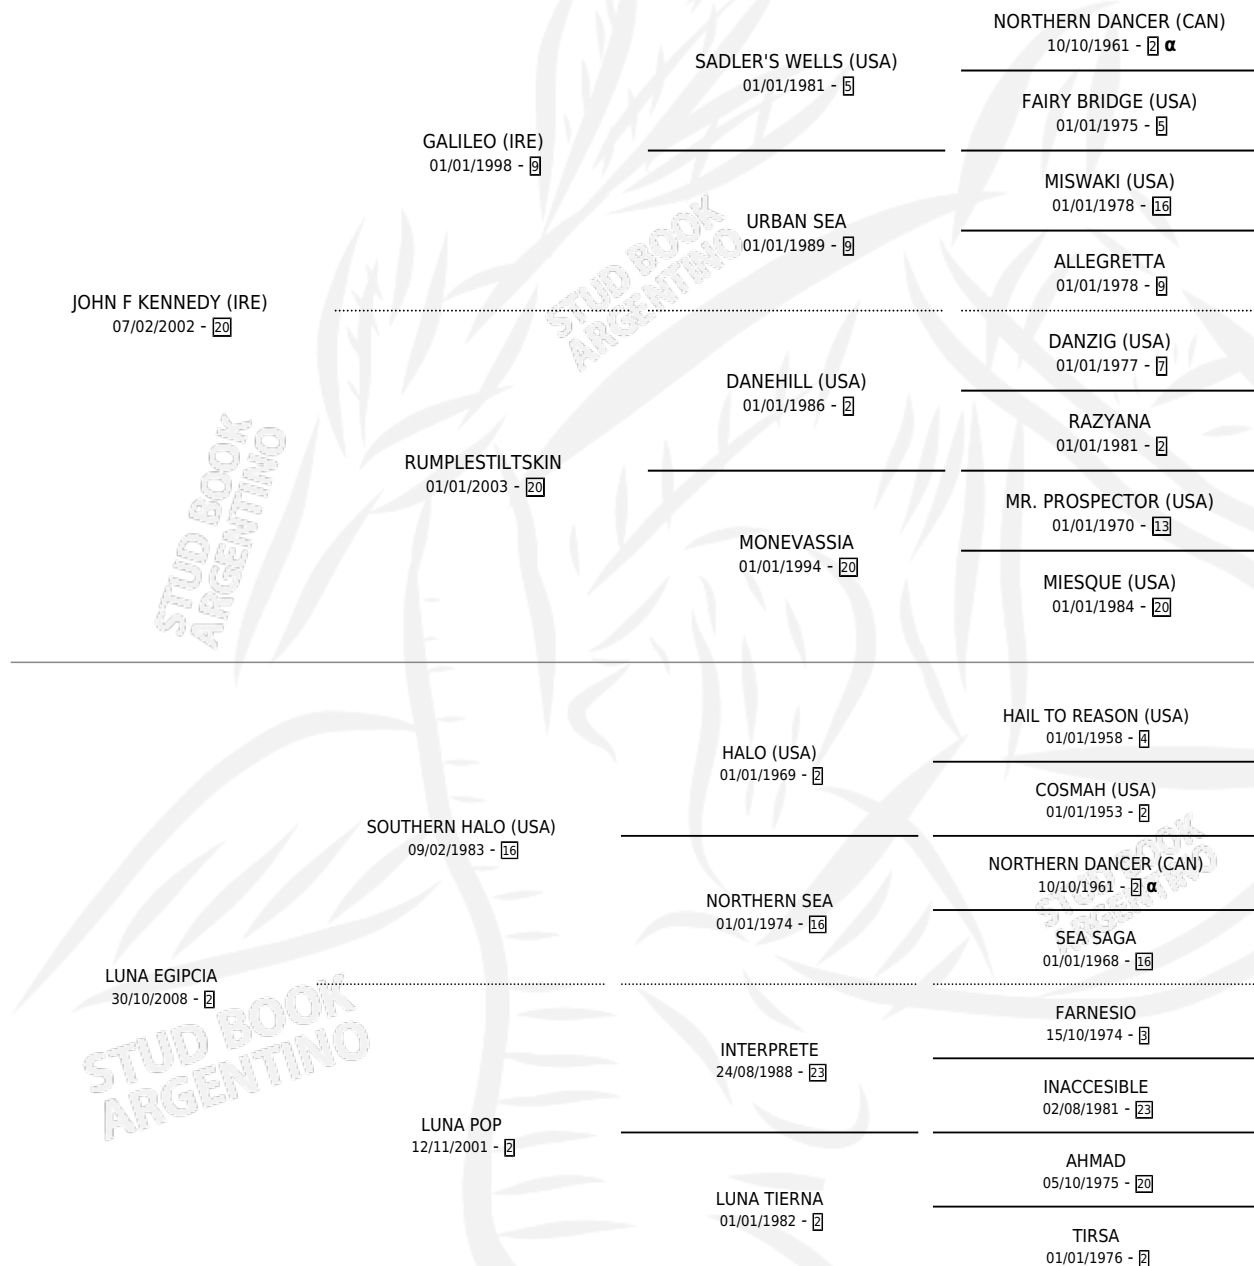 NORTHERN DANCER (CAN)
10/10/1961 - 2 α
SADLER'S WELLS (USA)
01/01/1981 - 5
FAIRY BRIDGE (USA)
01/01/1975 - 5
GALILEO (IRE)
01/01/1998 - 9
MISWAKI (USA)
01/01/1978 - 16
URBAN SEA
01/01/1989 - 9
ALLEGRETTA
01/01/1978 - 9
STUD BOOK
ARGENTINO
JOHN F KENNEDY (IRE)
07/02/2002 - 20
DANZIG (USA)
01/01/1977 - 7
DANEHILL (USA)
01/01/1986 - 2
RAZYANA
01/01/1981 - 2
RUMPLESTILTSKIN
01/01/2003 - 20
MR. PROSPECTOR (USA)
01/01/1970 - 13
MONEVASSIA
01/01/1994 - 20
MIESQUE (USA)
01/01/1984 - 20
STUD BOOK
ARGENTINO
HAIL TO REASON (USA)
01/01/1958 - 4
HALO (USA)
01/01/1969 - 2
COSMAH (USA)
01/01/1953 - 2
SOUTHERN HALO (USA)
09/02/1983 - 16
NORTHERN DANCER (CAN)
10/10/1961 - 2 α
NORTHERN SEA
01/01/1974 - 16
SEA SAGA
01/01/1968 - 16
STUD BOOK
ARGENTINO
LUNA EGIPCIA
30/10/2008 - 2
FARNESIO
15/10/1974 - 3
INTERPRETE
24/08/1988 - 23
INACCESIBLE
02/08/1981 - 23
STUD BOOK
ARGENTINO
LUNA POP
12/11/2001 - 2
AHMAD
05/10/1975 - 20
LUNA TIERNA
01/01/1982 - 2
TIRSA
01/01/1976 - 2